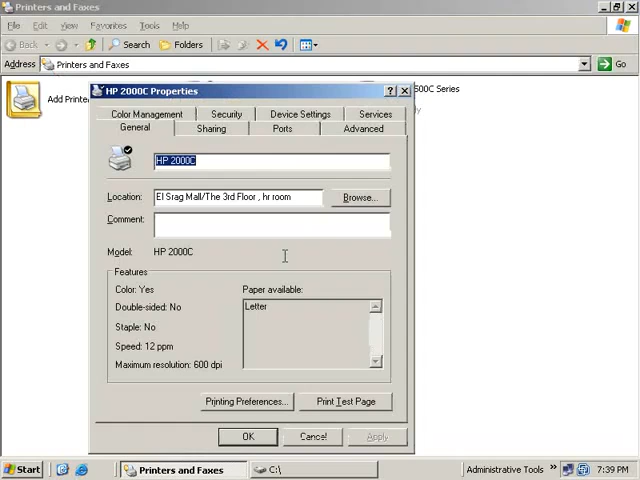 Printers and Faxes
File Edit View Favorites Tools Help
Back Search Folders
Address Printers and Faxes Go
Add Printe
500C Series
HP 2000C Properties
Color Management Security Device Settings Services
General Sharing Ports Advanced
HP 2000C
Location: El Srag Mall/The 3rd Floor , hr room Browse...
Comment:
Model: HP 2000C
Features
Color: Yes
Paper available:
Double-sided: No
Letter
Staple: No
Speed: 12 ppm
Maximum resolution: 600 dpi
Printing Preferences... Print Test Page
OK Cancel Apply
Start Printers and Faxes C:\ Administrative Tools » 7:39 PM